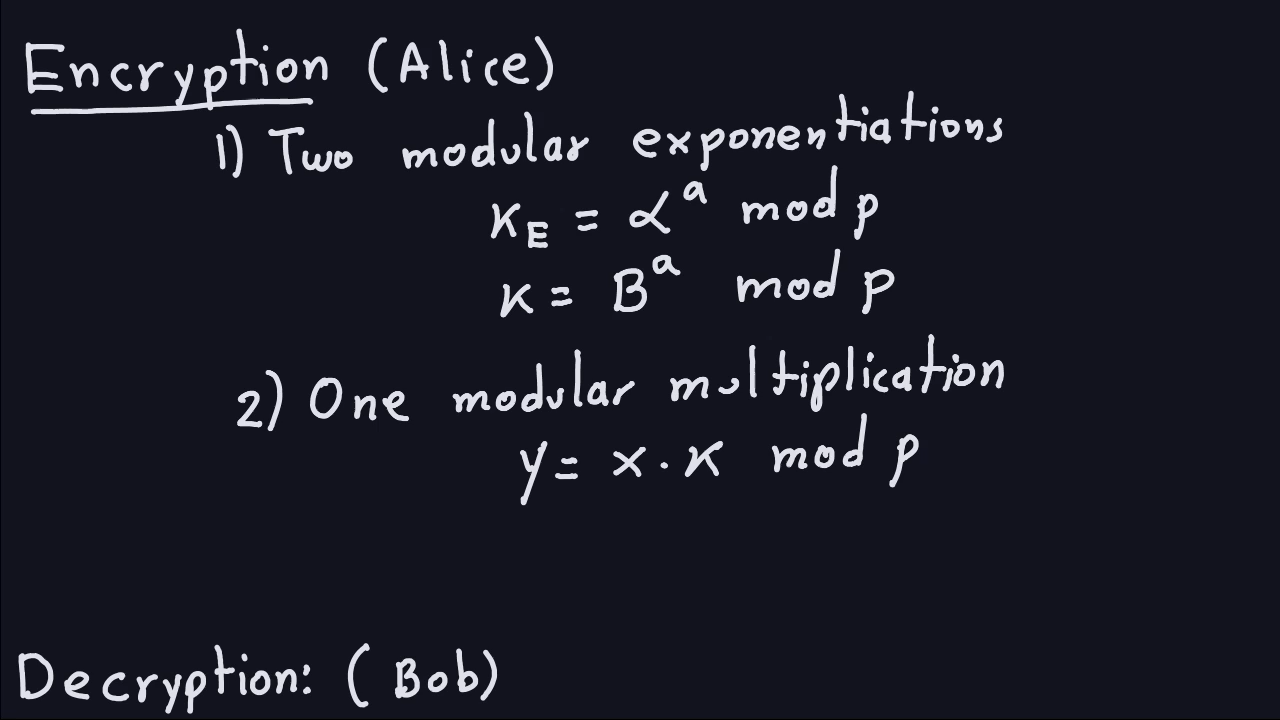 Encryption (Alice)
1) Two modular exponentiations
K_E = α^a mod p
K = B^a mod p
2) One modular multiplication
y = x · K mod p
Decryption: (Bob)